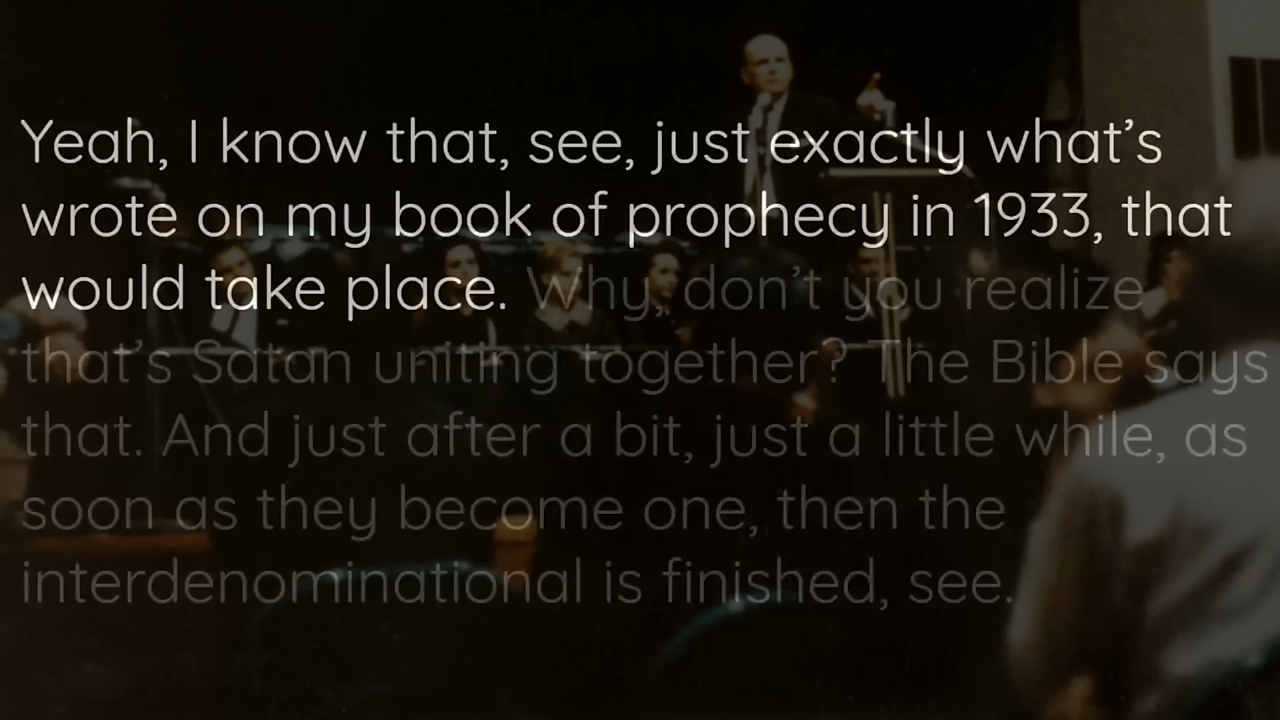 Yeah, I know that, see, just exactly what’s
wrote on my book of prophecy in 1933, that
would take place. Why don’t you realize
that’s Satan uniting together? The Bible says
that. And just after a bit, just a little while, as
soon as they become one, then the
interdenominational is finished, see.